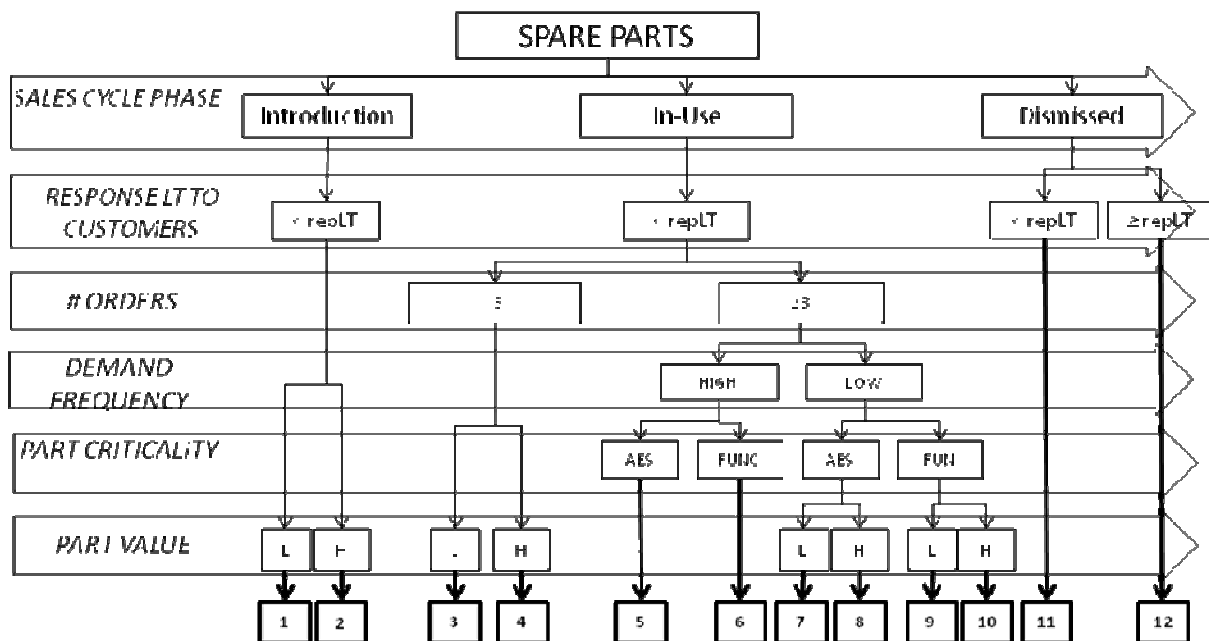 SPARE PARTS
SALES CYCLE PHASE
Introduction
In-Use
Dismissed
RESPONSE LT TO
CUSTOMERS
< repLT
< repLT
< repLT
≥ repLT
# ORDERS
DEMAND
FREQUENCY
HIGH
LOW
PART CRITICALITY
AES
FUNC
AES
FUN
PART VALUE
L
H
L
H
L
H
L
H
1
2
3
4
5
6
7
8
9
10
11
12